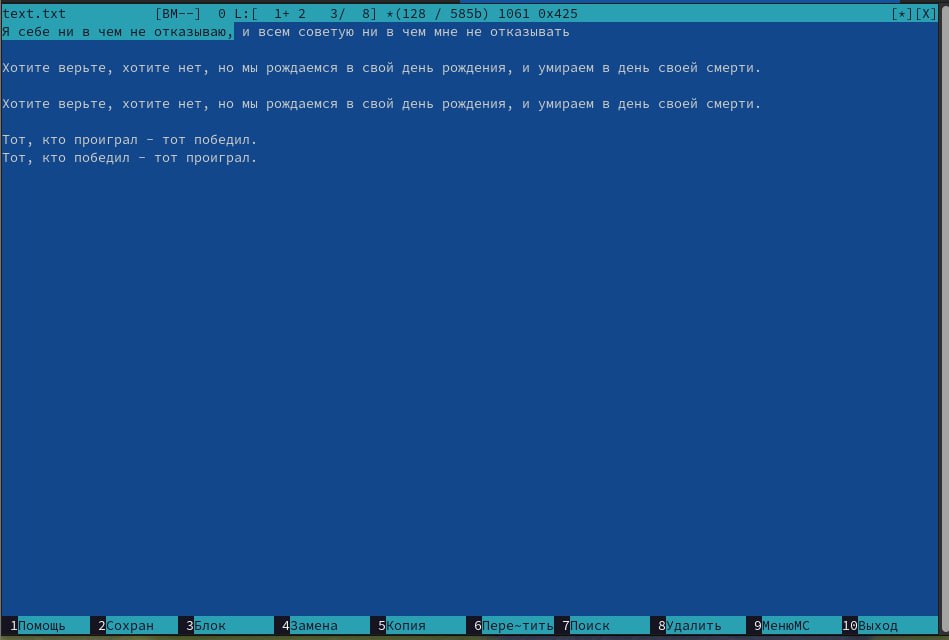 text.txt [BM--] 0 L:[ 1+ 2 3/ 8] *(128 / 585b) 1061 0x425 [*][X]
Я себе ни в чем не отказываю, и всем советую ни в чем мне не отказывать
Хотите верьте, хотите нет, но мы рождаемся в свой день рождения, и умираем в день своей смерти.
Хотите верьте, хотите нет, но мы рождаемся в свой день рождения, и умираем в день своей смерти.
Тот, кто проиграл - тот победил.
Тот, кто победил - тот проиграл.
1Помощь 2Сохран 3Блок 4Замена 5Копия 6Пере~тить 7Поиск 8Удалить 9МенюMC 10Выход